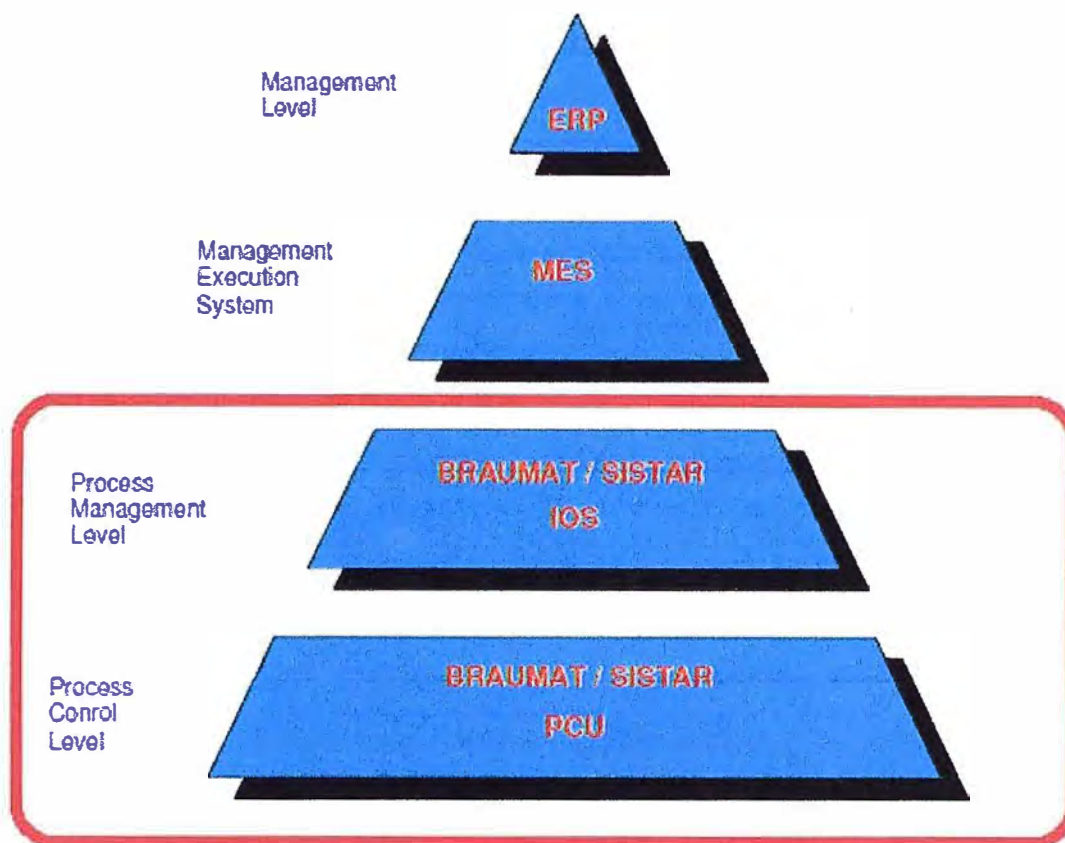 Management
Level
ERP
Management
Execution
System
MES
Process
Management
Level
BRAUMAT / SISTAR
IOS
Process
Conrol
Level
BRAUMAT / SISTAR
PCU